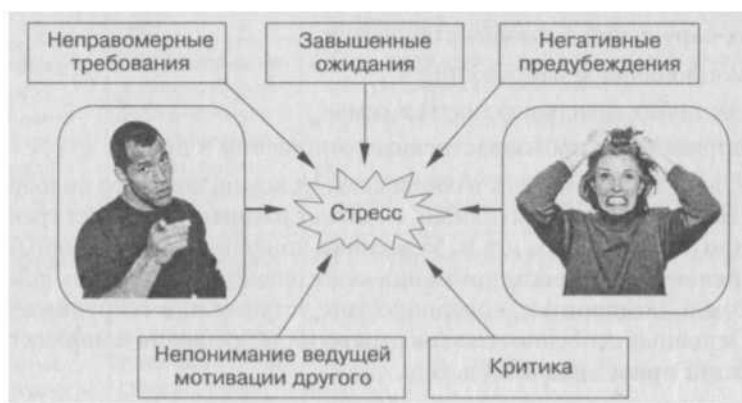 Неправомерные
требования
Завышенные
ожидания
Негативные
предубеждения
Стресс
Непонимание ведущей
мотивации другого
Критика